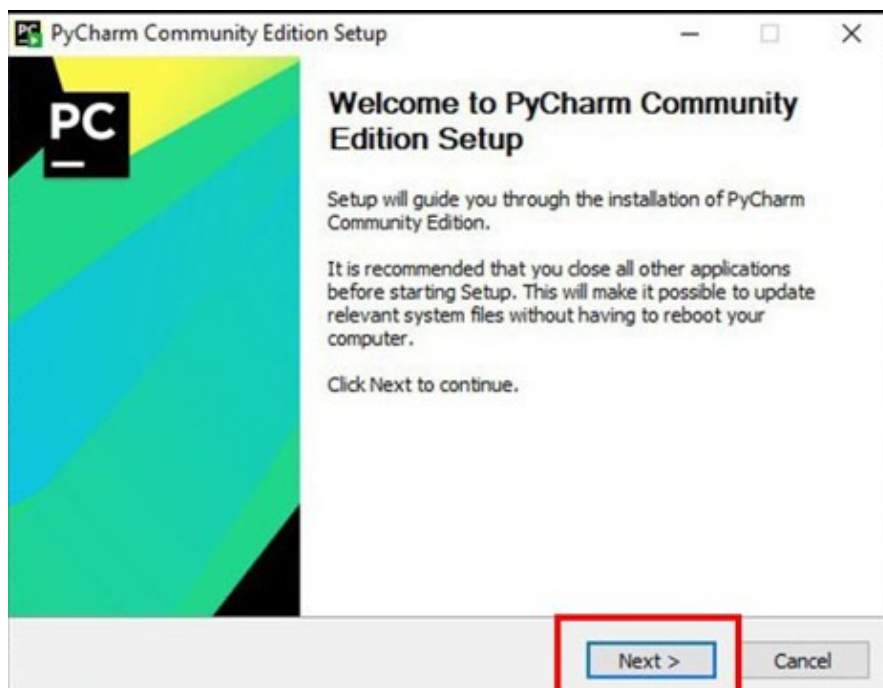 PyCharm Community Edition Setup
PC
Welcome to PyCharm Community
Edition Setup
Setup will guide you through the installation of PyCharm
Community Edition.
It is recommended that you close all other applications
before starting Setup. This will make it possible to update
relevant system files without having to reboot your
computer.
Click Next to continue.
Next >
Cancel